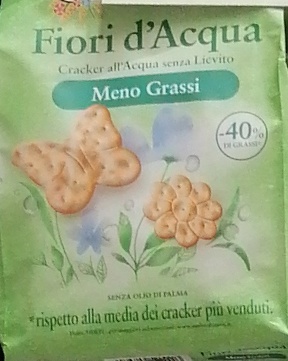 Fiori d'Acqua
Cracker all'Acqua senza Lievito
Meno Grassi
-40%
DI GRASSI*
SENZA OLIO DI PALMA
*rispetto alla media dei cracker più venduti.